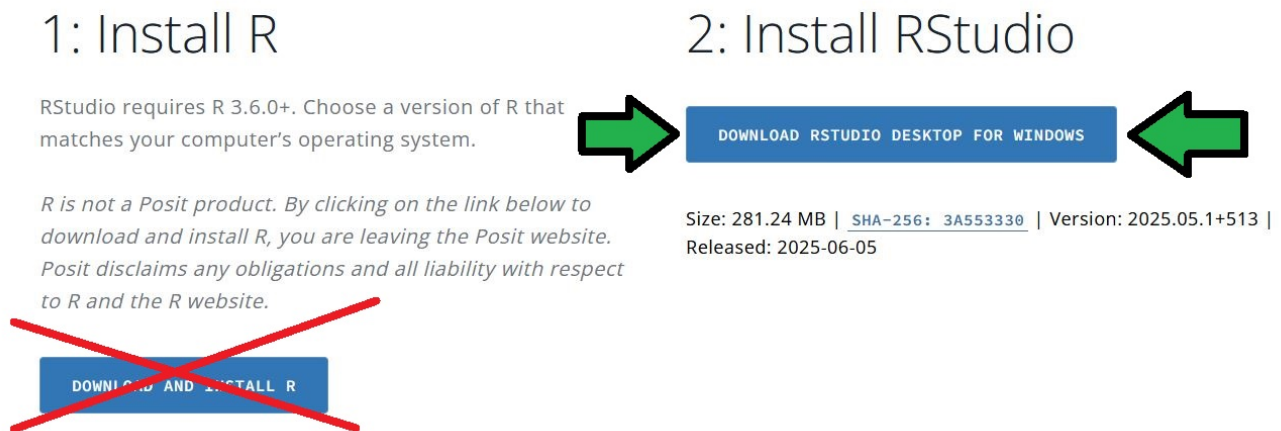 1: Install R
RStudio requires R 3.6.0+. Choose a version of R that
matches your computer's operating system.
R is not a Posit product. By clicking on the link below to
download and install R, you are leaving the Posit website.
Posit disclaims any obligations and all liability with respect
to R and the R website.
DOWNLOAD AND INSTALL R
2: Install RStudio
DOWNLOAD RSTUDIO DESKTOP FOR WINDOWS
Size: 281.24 MB | SHA-256: 3A553330 | Version: 2025.05.1+513 |
Released: 2025-06-05